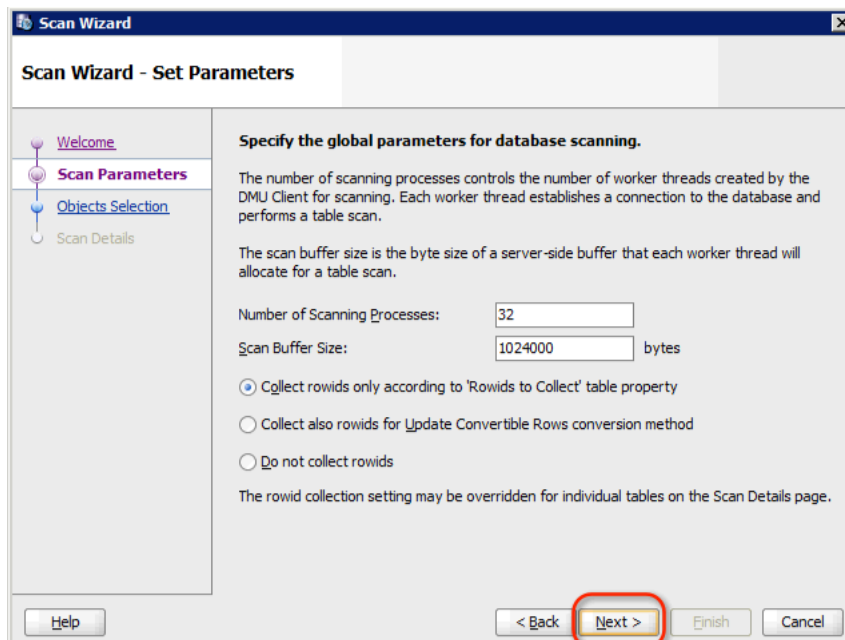 Scan Wizard
Scan Wizard - Set Parameters
Welcome
Scan Parameters
Objects Selection
Scan Details
Specify the global parameters for database scanning.
The number of scanning processes controls the number of worker threads created by the
DMU Client for scanning. Each worker thread establishes a connection to the database and
performs a table scan.
The scan buffer size is the byte size of a server-side buffer that each worker thread will
allocate for a table scan.
Number of Scanning Processes: 32
Scan Buffer Size: 1024000 bytes
Collect rowids only according to 'Rowids to Collect' table property
Collect also rowids for Update Convertible Rows conversion method
Do not collect rowids
The rowid collection setting may be overridden for individual tables on the Scan Details page.
Help < Back Next > Finish Cancel